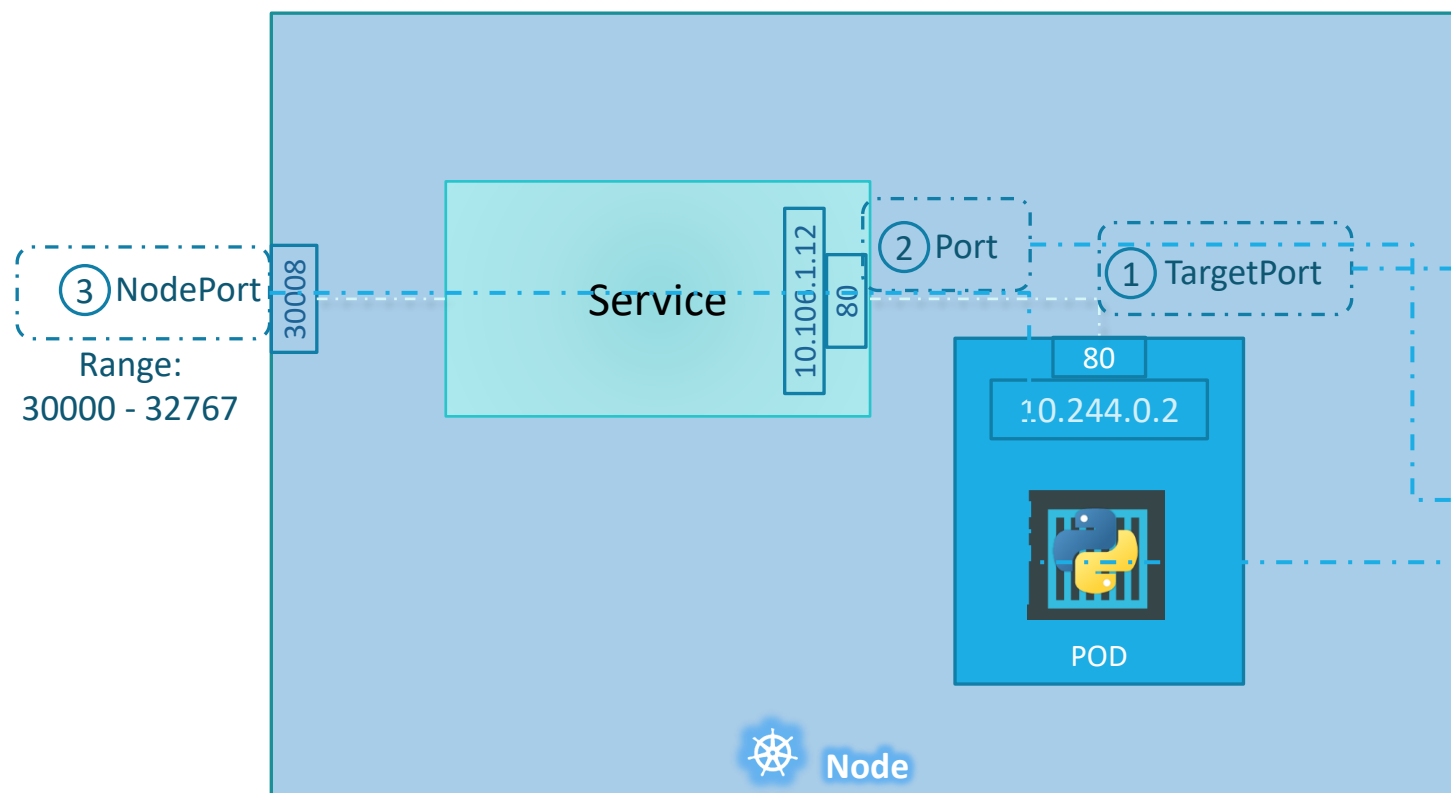 3 NodePort
Range:
30000 - 32767
30008
Service
10.106.1.12
80
2 Port
1 TargetPort
80
10.244.0.2
POD
Node